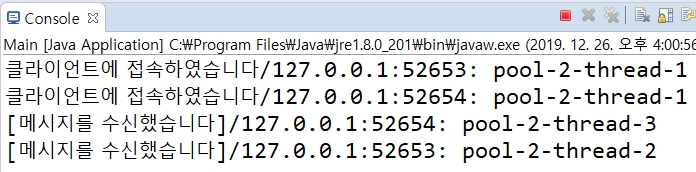 Console
Main [Java Application] C:₩Program Files₩Java₩jre1.8.0_201₩bin₩javaw.exe (2019. 12. 26. 오후 4:00:56
클라이언트에 접속하였습니다/127.0.0.1:52653: pool-2-thread-1
클라이언트에 접속하였습니다/127.0.0.1:52654: pool-2-thread-1
[메시지를 수신했습니다]/127.0.0.1:52654: pool-2-thread-3
[메시지를 수신했습니다]/127.0.0.1:52653: pool-2-thread-2